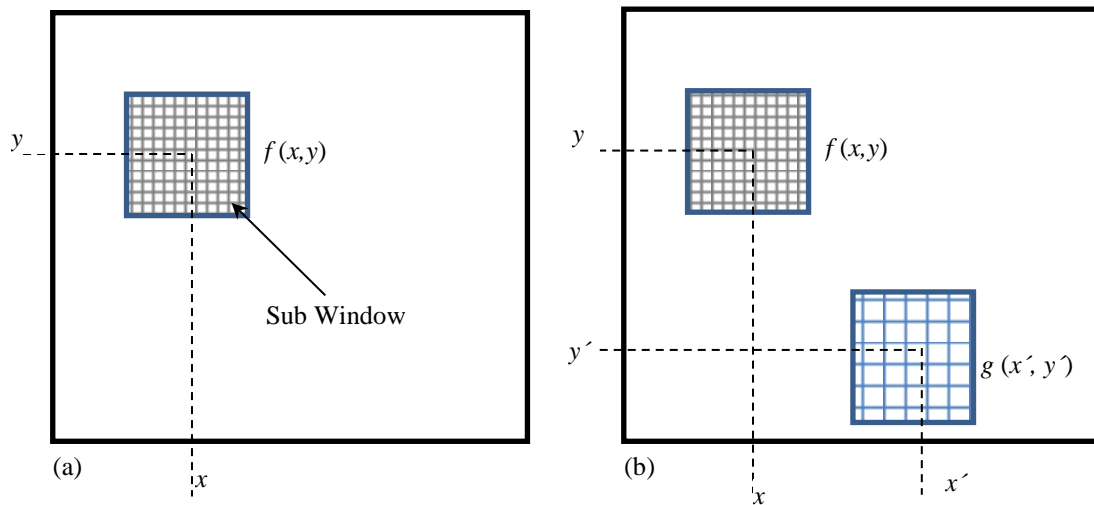 y
f (x,y)
Sub Window
(a)
x
y
f (x,y)
y´
g (x´, y´)
(b)
x
x´